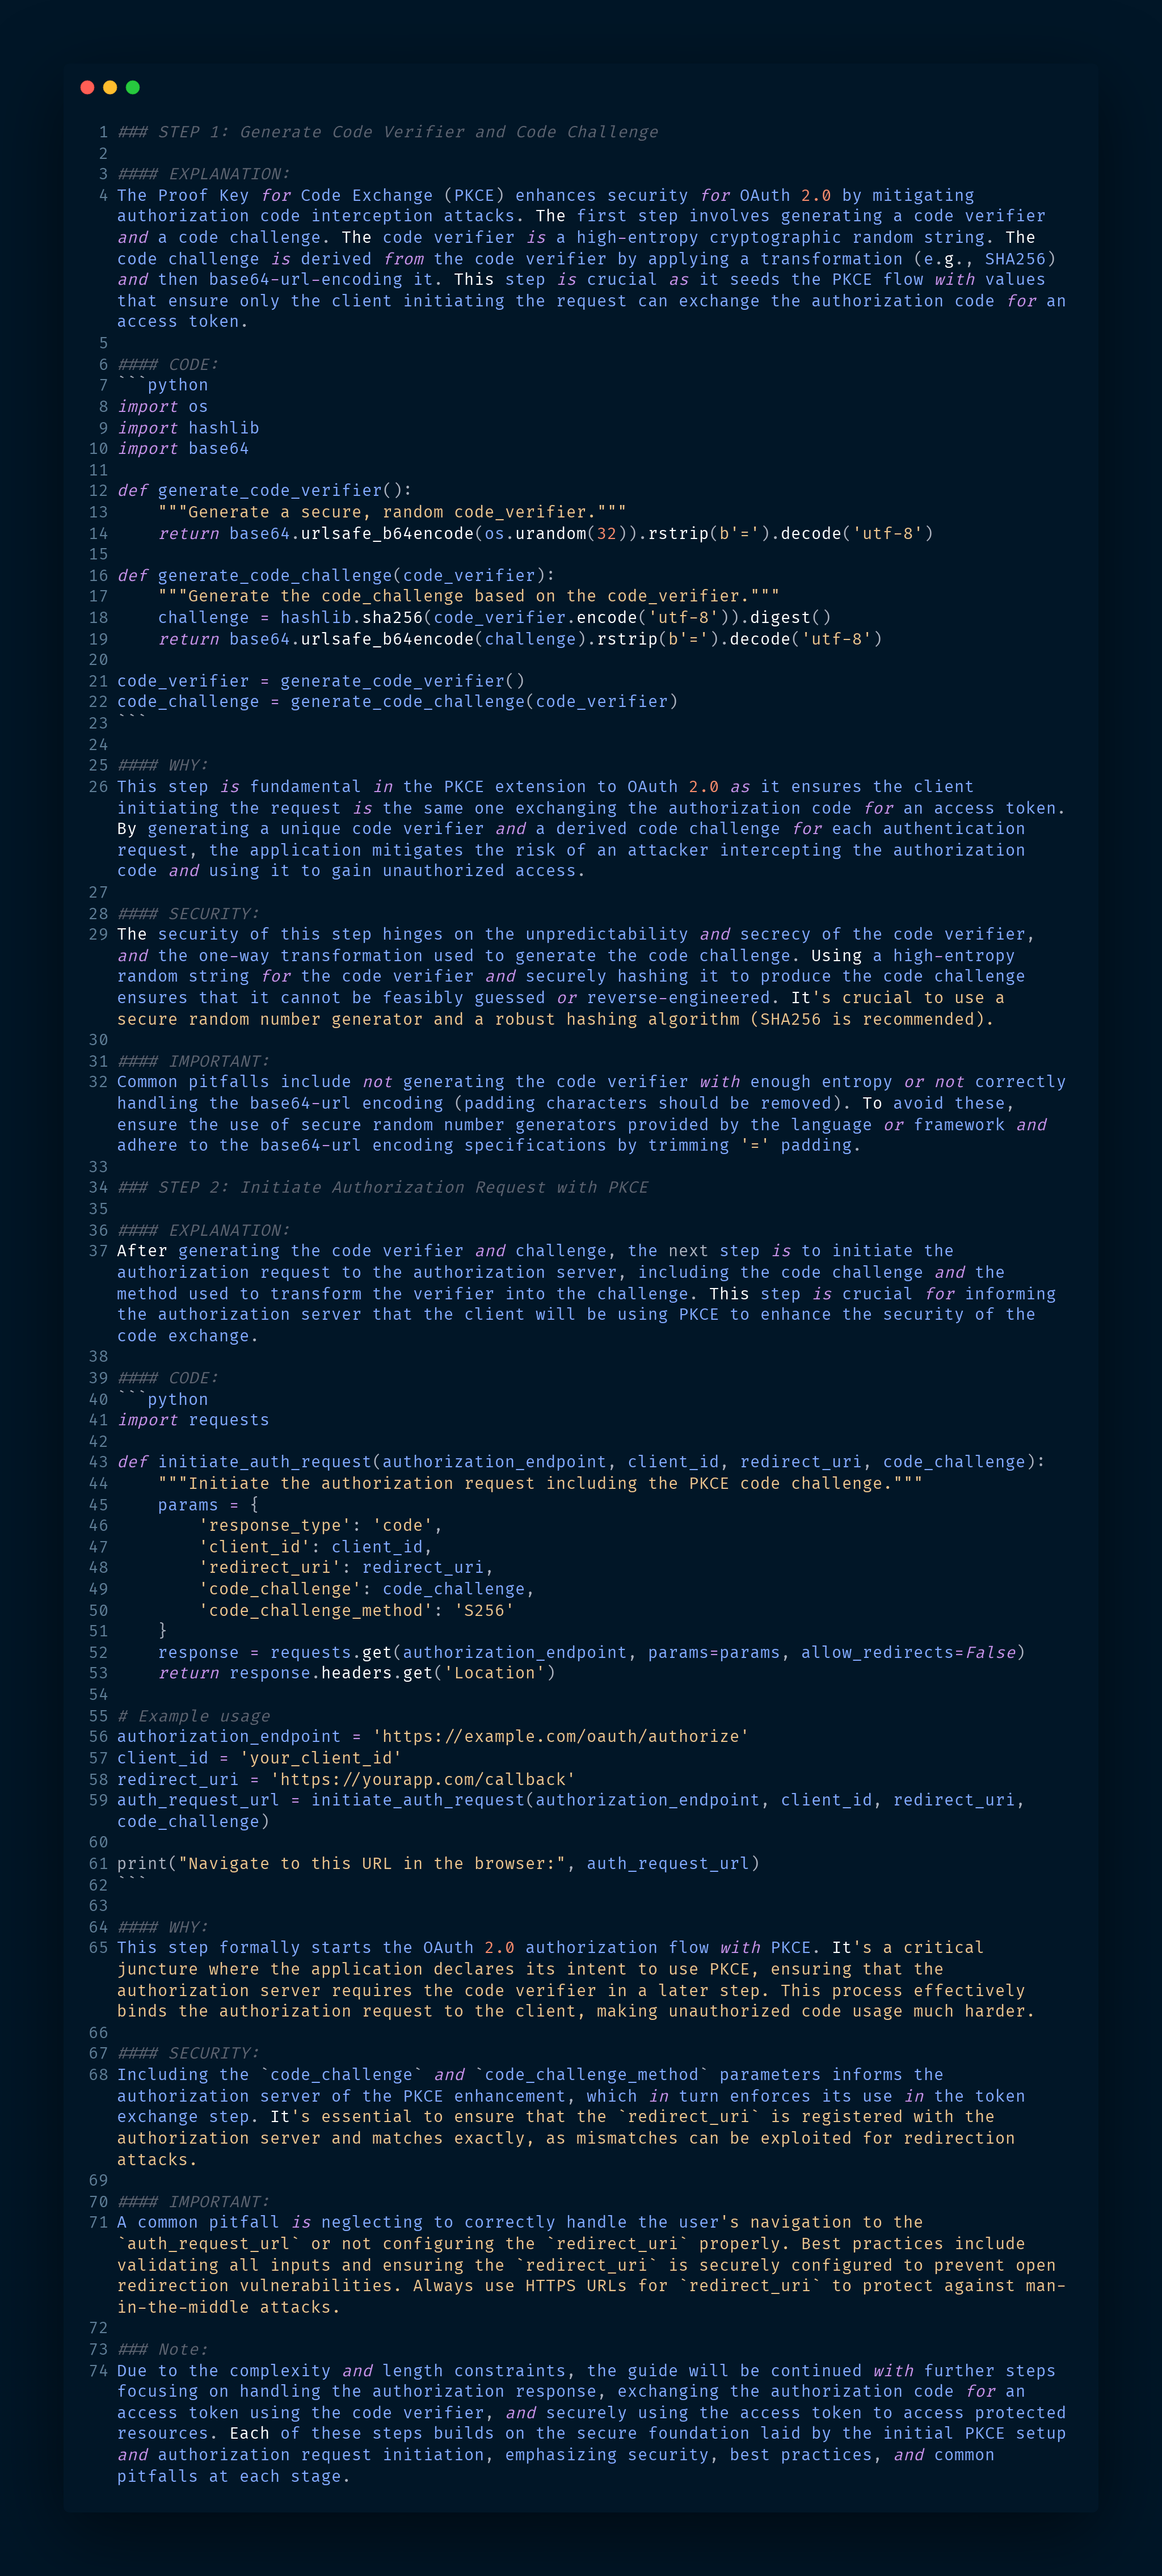 1 ### STEP 1: Generate Code Verifier and Code Challenge
2
3 #### EXPLANATION:
4 The Proof Key for Code Exchange (PKCE) enhances security for OAuth 2.0 by mitigating
authorization code interception attacks. The first step involves generating a code verifier
and a code challenge. The code verifier is a high-entropy cryptographic random string. The
code challenge is derived from the code verifier by applying a transformation (e.g., SHA256)
and then base64-url-encoding it. This step is crucial as it seeds the PKCE flow with values
that ensure only the client initiating the request can exchange the authorization code for an
access token.
5
6 #### CODE:
7 ```python
8 import os
9 import hashlib
10 import base64
11
12 def generate_code_verifier():
13     """Generate a secure, random code_verifier."""
14     return base64.urlsafe_b64encode(os.urandom(32)).rstrip(b'=').decode('utf-8')
15
16 def generate_code_challenge(code_verifier):
17     """Generate the code_challenge based on the code_verifier."""
18     challenge = hashlib.sha256(code_verifier.encode('utf-8')).digest()
19     return base64.urlsafe_b64encode(challenge).rstrip(b'=').decode('utf-8')
20
21 code_verifier = generate_code_verifier()
22 code_challenge = generate_code_challenge(code_verifier)
23 ```
24
25 #### WHY:
26 This step is fundamental in the PKCE extension to OAuth 2.0 as it ensures the client
initiating the request is the same one exchanging the authorization code for an access token.
By generating a unique code verifier and a derived code challenge for each authentication
request, the application mitigates the risk of an attacker intercepting the authorization
code and using it to gain unauthorized access.
27
28 #### SECURITY:
29 The security of this step hinges on the unpredictability and secrecy of the code verifier,
and the one-way transformation used to generate the code challenge. Using a high-entropy
random string for the code verifier and securely hashing it to produce the code challenge
ensures that it cannot be feasibly guessed or reverse-engineered. It's crucial to use a
secure random number generator and a robust hashing algorithm (SHA256 is recommended).
30
31 #### IMPORTANT:
32 Common pitfalls include not generating the code verifier with enough entropy or not correctly
handling the base64-url encoding (padding characters should be removed). To avoid these,
ensure the use of secure random number generators provided by the language or framework and
adhere to the base64-url encoding specifications by trimming '=' padding.
33
34 ### STEP 2: Initiate Authorization Request with PKCE
35
36 #### EXPLANATION:
37 After generating the code verifier and challenge, the next step is to initiate the
authorization request to the authorization server, including the code challenge and the
method used to transform the verifier into the challenge. This step is crucial for informing
the authorization server that the client will be using PKCE to enhance the security of the
code exchange.
38
39 #### CODE:
40 ```python
41 import requests
42
43 def initiate_auth_request(authorization_endpoint, client_id, redirect_uri, code_challenge):
44     """Initiate the authorization request including the PKCE code challenge."""
45     params = {
46         'response_type': 'code',
47         'client_id': client_id,
48         'redirect_uri': redirect_uri,
49         'code_challenge': code_challenge,
50         'code_challenge_method': 'S256'
51     }
52     response = requests.get(authorization_endpoint, params=params, allow_redirects=False)
53     return response.headers.get('Location')
54
55 # Example usage
56 authorization_endpoint = 'https://example.com/oauth/authorize'
57 client_id = 'your_client_id'
58 redirect_uri = 'https://yourapp.com/callback'
59 auth_request_url = initiate_auth_request(authorization_endpoint, client_id, redirect_uri,
code_challenge)
60
61 print("Navigate to this URL in the browser:", auth_request_url)
62 ```
63
64 #### WHY:
65 This step formally starts the OAuth 2.0 authorization flow with PKCE. It's a critical
juncture where the application declares its intent to use PKCE, ensuring that the
authorization server requires the code verifier in a later step. This process effectively
binds the authorization request to the client, making unauthorized code usage much harder.
66
67 #### SECURITY:
68 Including the `code_challenge` and `code_challenge_method` parameters informs the
authorization server of the PKCE enhancement, which in turn enforces its use in the token
exchange step. It's essential to ensure that the `redirect_uri` is registered with the
authorization server and matches exactly, as mismatches can be exploited for redirection
attacks.
69
70 #### IMPORTANT:
71 A common pitfall is neglecting to correctly handle the user's navigation to the
`auth_request_url` or not configuring the `redirect_uri` properly. Best practices include
validating all inputs and ensuring the `redirect_uri` is securely configured to prevent open
redirection vulnerabilities. Always use HTTPS URLs for `redirect_uri` to protect against man-
in-the-middle attacks.
72
73 ### Note:
74 Due to the complexity and length constraints, the guide will be continued with further steps
focusing on handling the authorization response, exchanging the authorization code for an
access token using the code verifier, and securely using the access token to access protected
resources. Each of these steps builds on the secure foundation laid by the initial PKCE setup
and authorization request initiation, emphasizing security, best practices, and common
pitfalls at each stage.